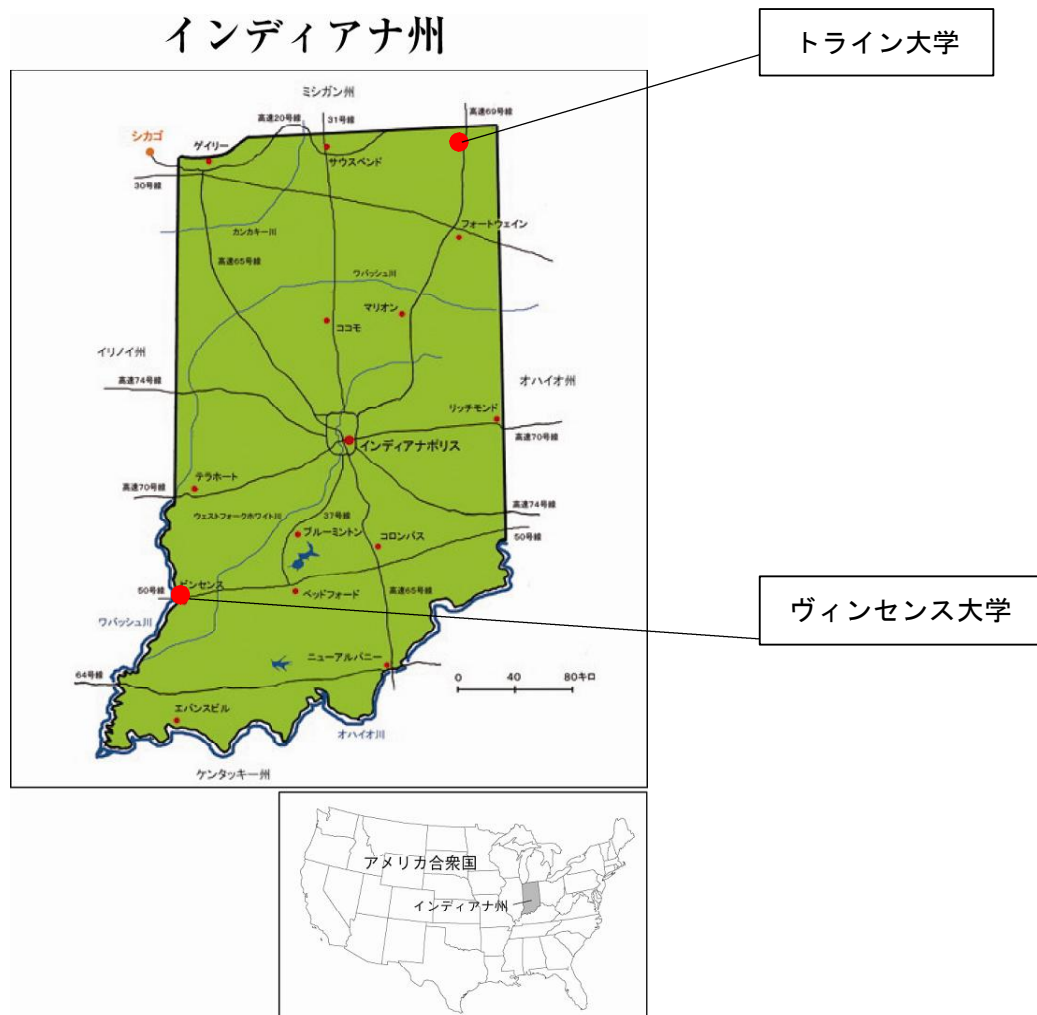 インディアナ州
トライン大学
ミシガン州
高速20号線
31号線
高速69号線
シカゴ
ゲイリー
サウスベンド
30号線
フォートウェイン
カンカキー川
高速65号線
ワバッシュ川
マリオン
ココモ
イリノイ州
高速74号線
オハイオ州
リッチモンド
高速70号線
インディアナポリス
テラホート
高速70号線
高速74号線
ウェストフォークホワイト川
37号線
50号線
ブルーミントン
コロンバス
ビンセンス
50号線
ベッドフォード
高速65号線
ヴィンセンス大学
ワバッシュ川
ニューアルバニー
64号線
0 40 80キロ
エバンスビル
オハイオ川
ケンタッキー州
アメリカ合衆国
インディアナ州